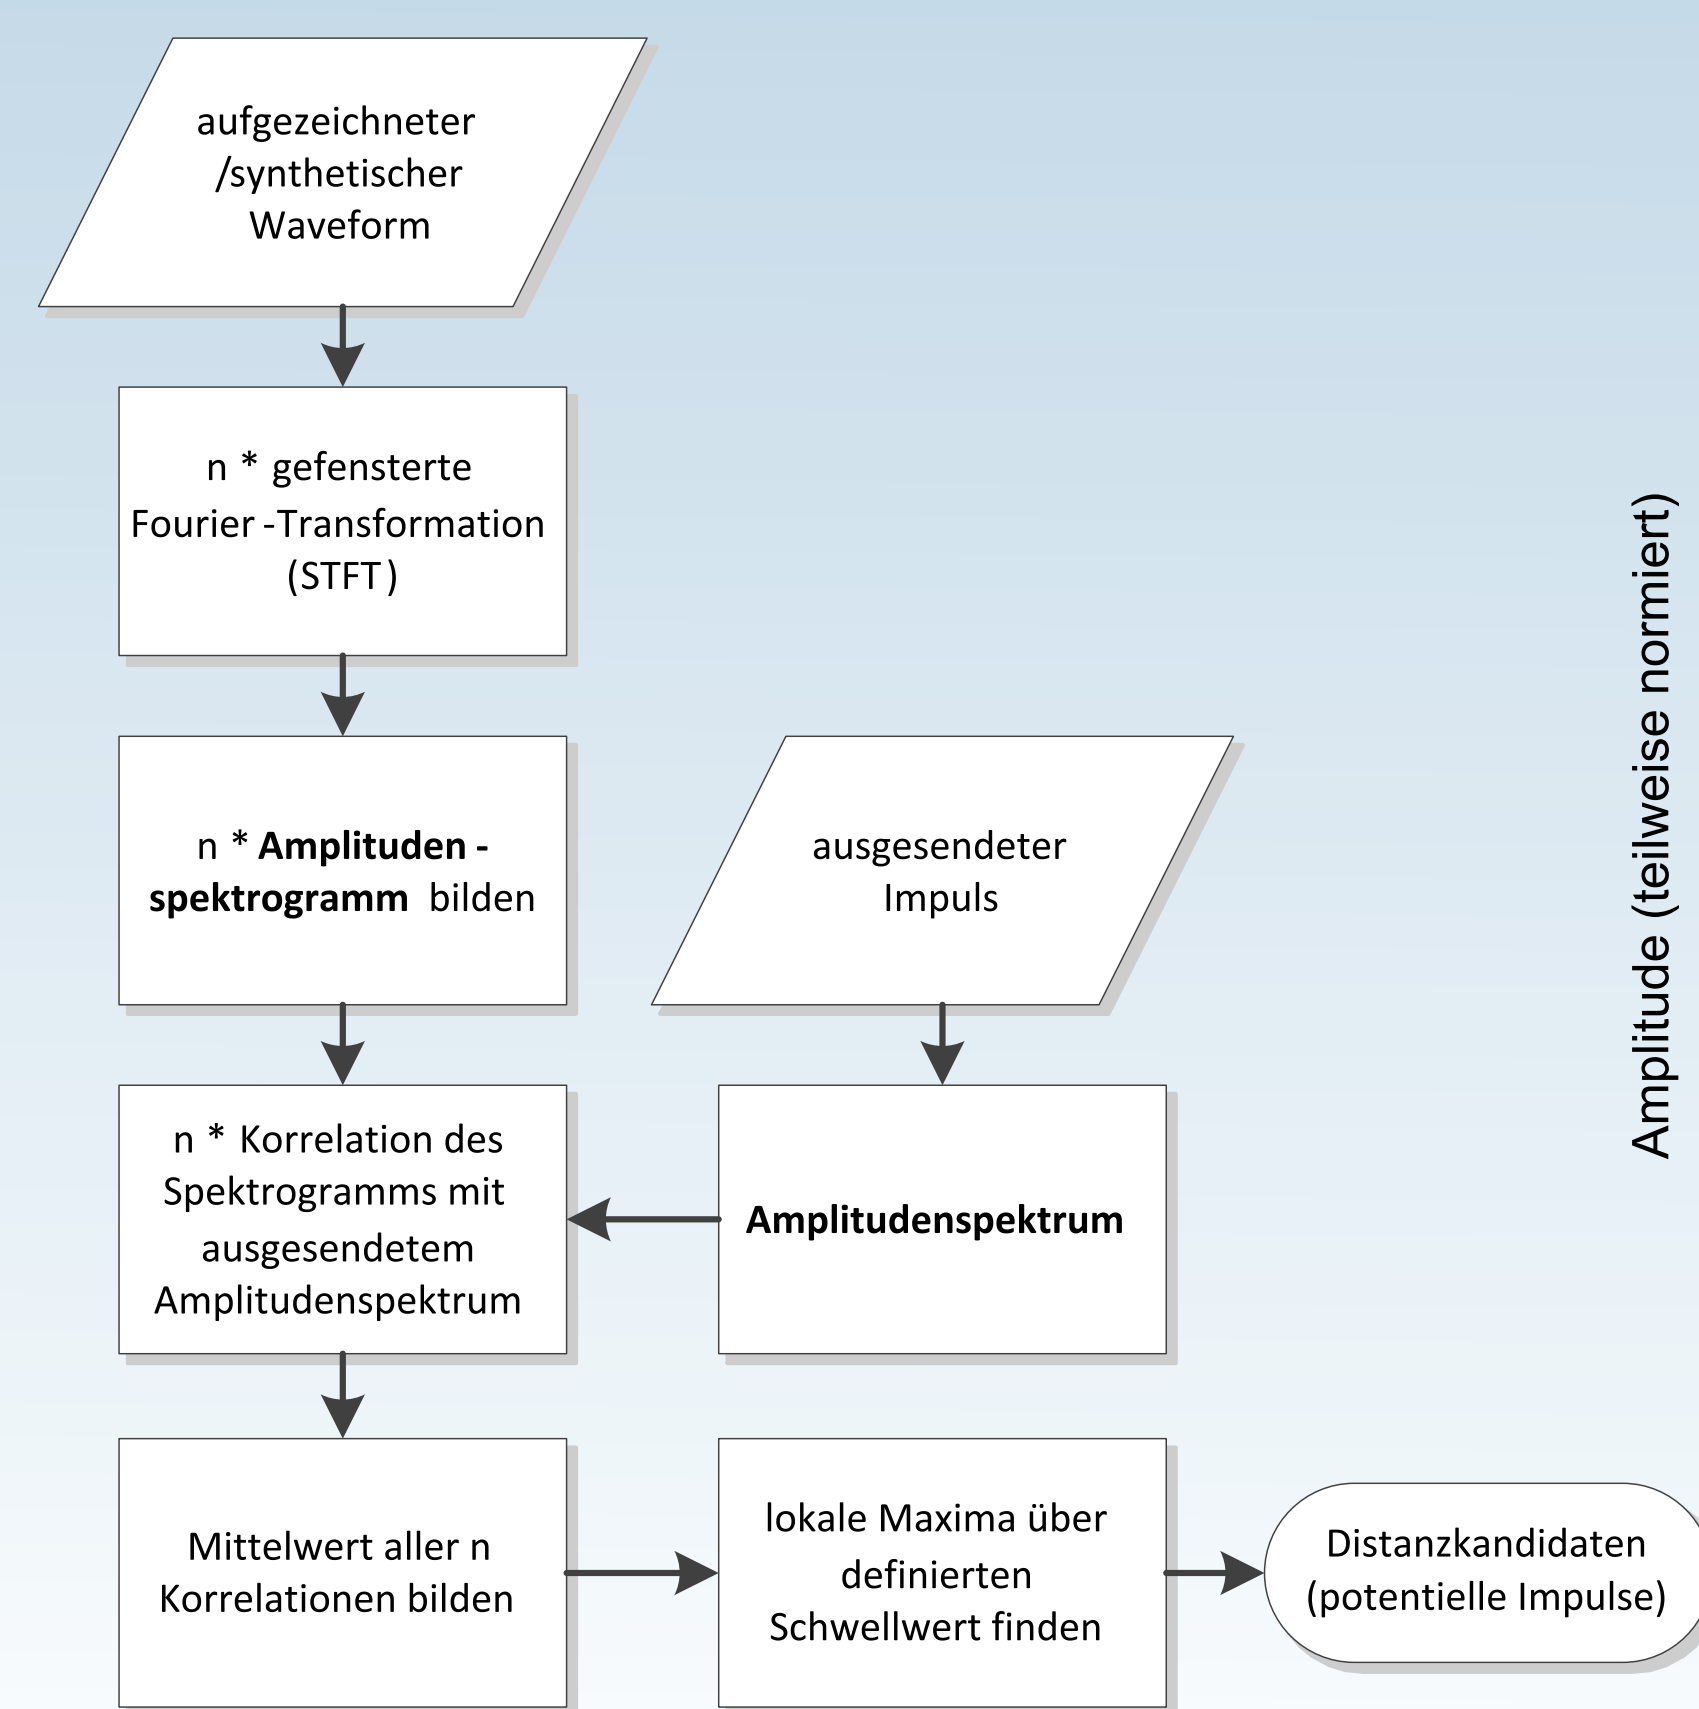 aufgezeichneter
/synthetischer
Waveform
n * gefensterte
Fourier -Transformation
(STFT)
n * Amplituden -
spektrogramm bilden
ausgesendeter
Impuls
n * Korrelation des
Spektrogramms mit
ausgesendetem
Amplitudenspektrum
Amplitudenspektrum
Mittelwert aller n
Korrelationen bilden
lokale Maxima über
definierten
Schwellwert finden
Distanzkandidaten
(potentielle Impulse)
Amplitude (teilweise normiert)